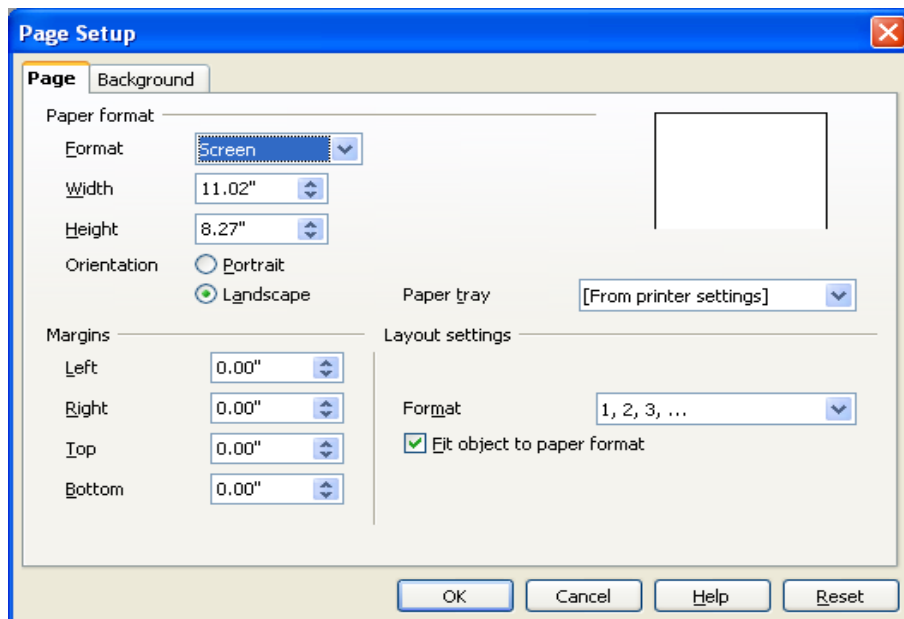 Page Setup
Page Background
Paper format
Format Screen
Width 11.02"
Height 8.27"
Orientation Portrait
Landscape Paper tray [From printer settings]
Margins Layout settings
Left 0.00"
Right 0.00" Format 1, 2, 3, ...
Top 0.00" Fit object to paper format
Bottom 0.00"
OK Cancel Help Reset